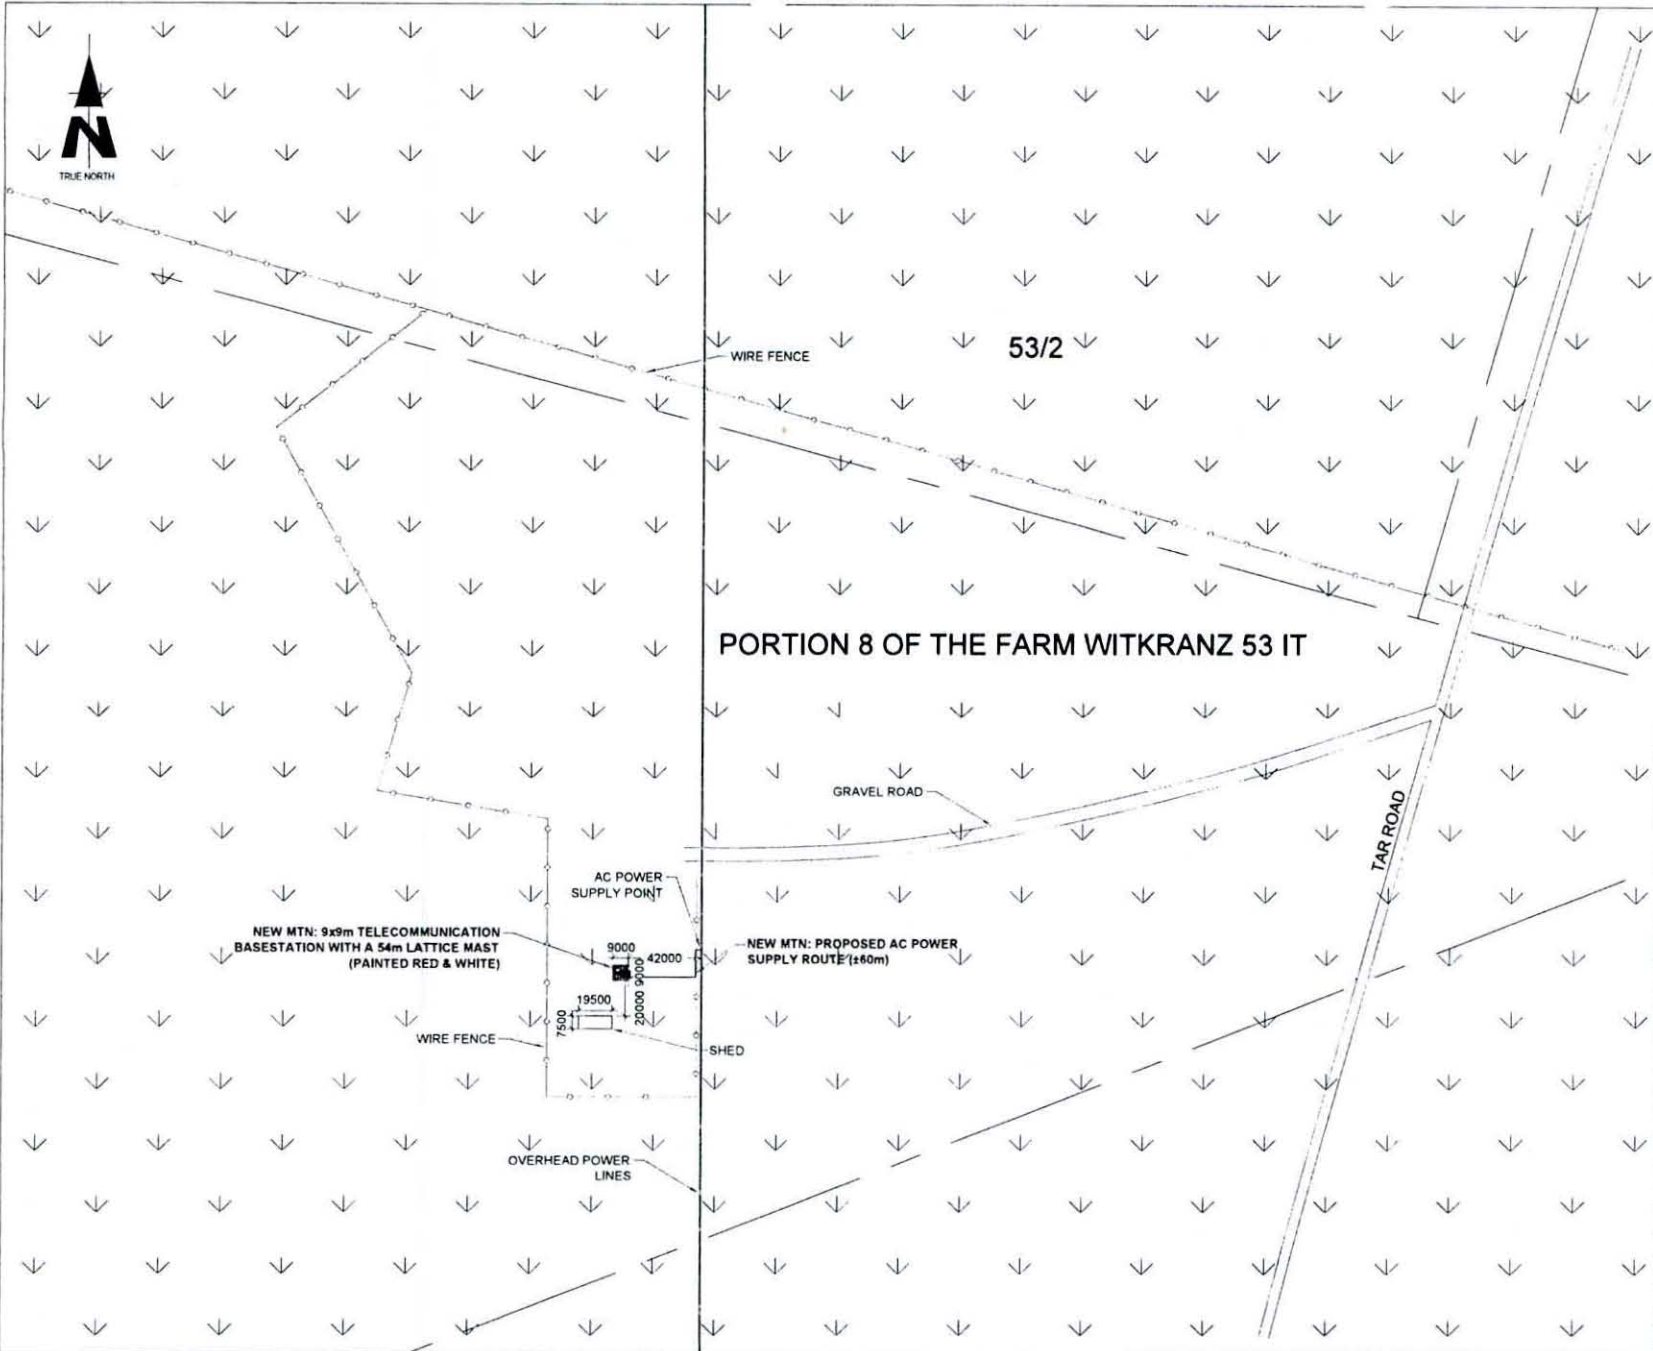 N
TRUE NORTH
WIRE FENCE
53/2
PORTION 8 OF THE FARM WITKRANZ 53 IT
GRAVEL ROAD
TAR ROAD
AC POWER
SUPPLY POINT
NEW MTN: 9x9m TELECOMMUNICATION
BASESTATION WITH A 54m LATTICE MAST
(PAINTED RED & WHITE)
9000
42000
9000
NEW MTN: PROPOSED AC POWER
SUPPLY ROUTE (±60m)
20000
19500
7500
WIRE FENCE
SHED
OVERHEAD POWER
LINES